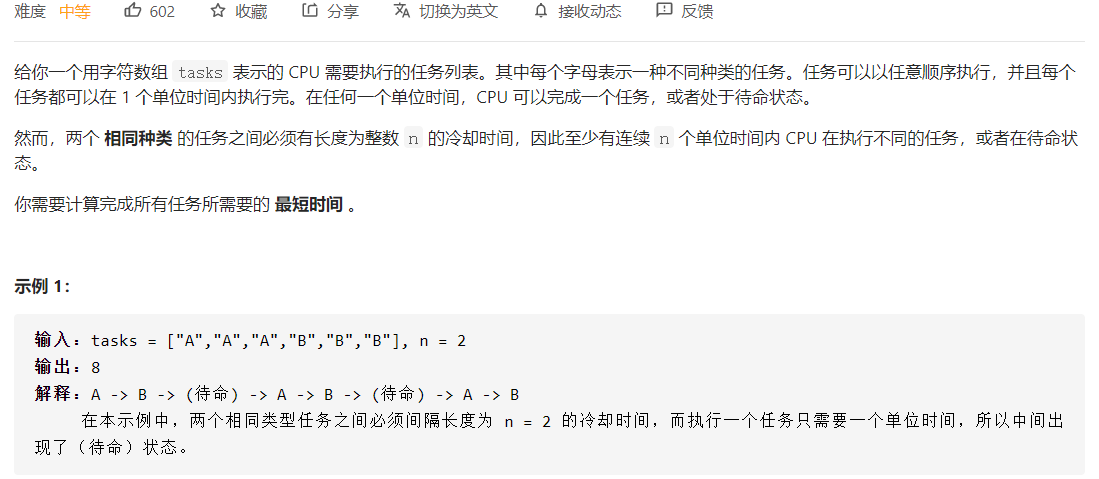 难度 中等 602 收藏 分享 切换为英文 接收动态 反馈
给你一个用字符数组 tasks 表示的 CPU 需要执行的任务列表。其中每个字母表示一种不同种类的任务。任务可以以任意顺序执行，并且每个
任务都可以在 1 个单位时间内执行完。在任何一个单位时间，CPU 可以完成一个任务，或者处于待命状态。
然而，两个 相同种类 的任务之间必须有长度为整数 n 的冷却时间，因此至少有连续 n 个单位时间内 CPU 在执行不同的任务，或者在待命状
态。
你需要计算完成所有任务所需要的 最短时间 。
示例 1：
输入：tasks = ["A","A","A","B","B","B"], n = 2
输出：8
解释：A -> B -> (待命) -> A -> B -> (待命) -> A -> B
在本示例中，两个相同类型任务之间必须间隔长度为 n = 2 的冷却时间，而执行一个任务只需要一个单位时间，所以中间出
现了（待命）状态。